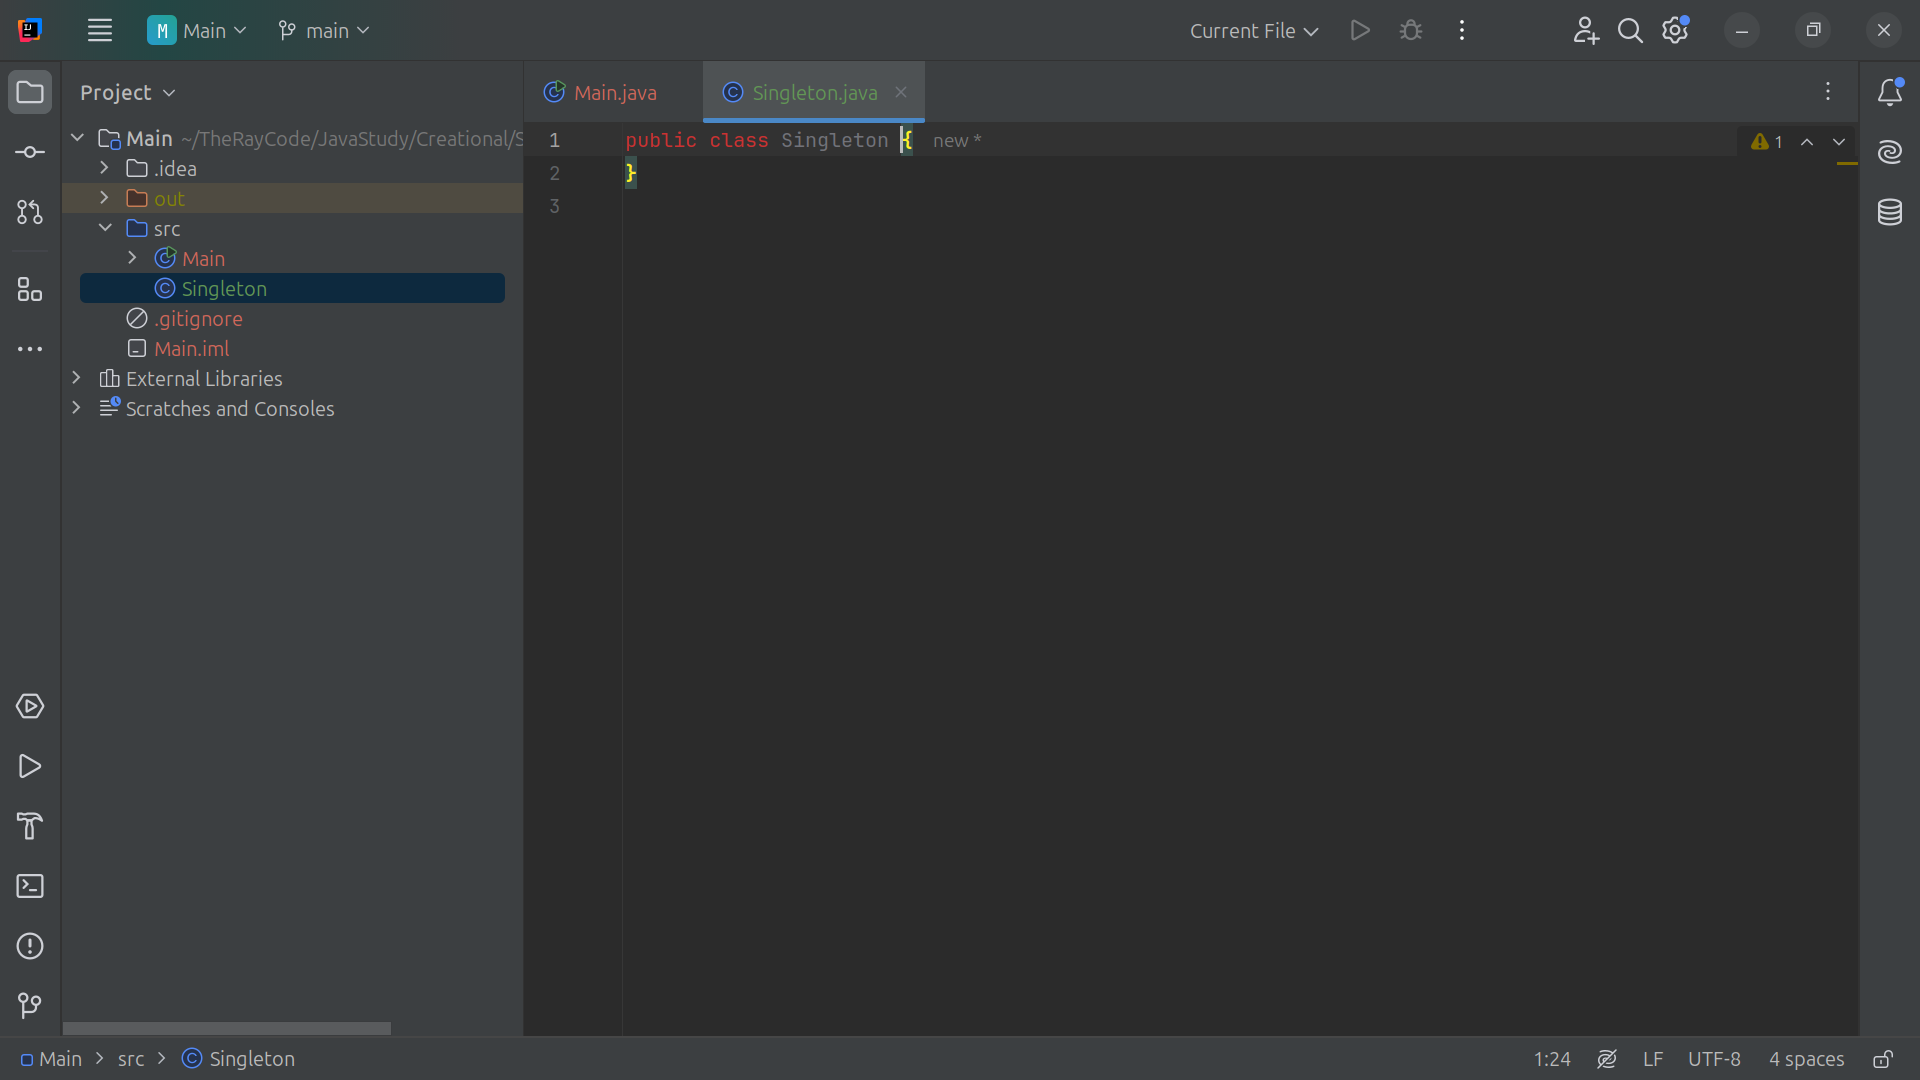 M Main main Current File
Project
Main ~/TheRayCode/JavaStudy/Creational/S
.idea
out
src
Main
Singleton
.gitignore
Main.iml
External Libraries
Scratches and Consoles
Main.java Singleton.java
1 public class Singleton { new *
2 }
3
1
Main > src > Singleton
1:24 LF UTF-8 4 spaces